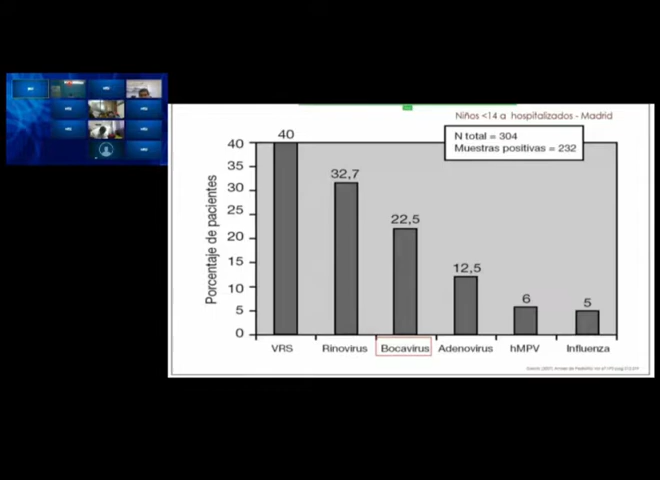 Niños <14 a hospitalizados - Madrid
N total = 304
Muestras positivas = 232
Porcentaje de pacientes
40
35
30
25
20
15
10
5
0
40
32,7
22,5
12,5
6
5
VRS
Rinovirus
Bocavirus
Adenovirus
hMPV
Influenza